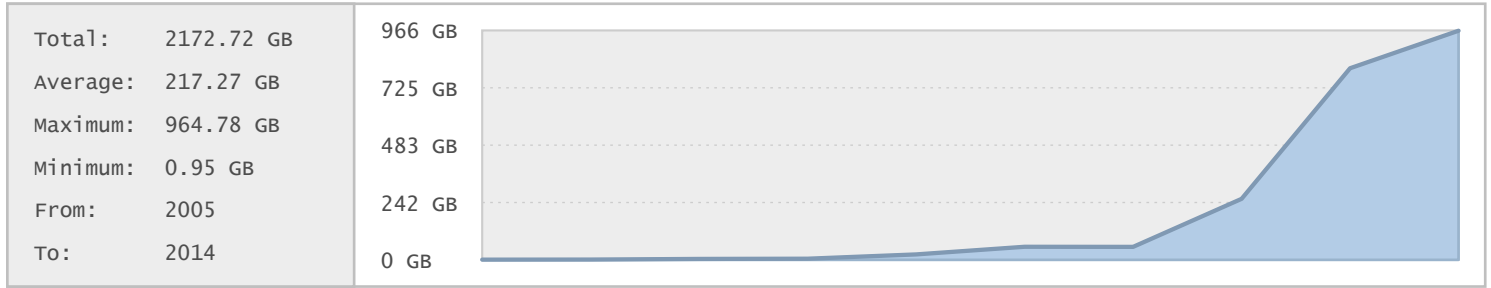 Total: 2172.72 GB
Average: 217.27 GB
Maximum: 964.78 GB
Minimum: 0.95 GB
From: 2005
To: 2014
966 GB
725 GB
483 GB
242 GB
0 GB